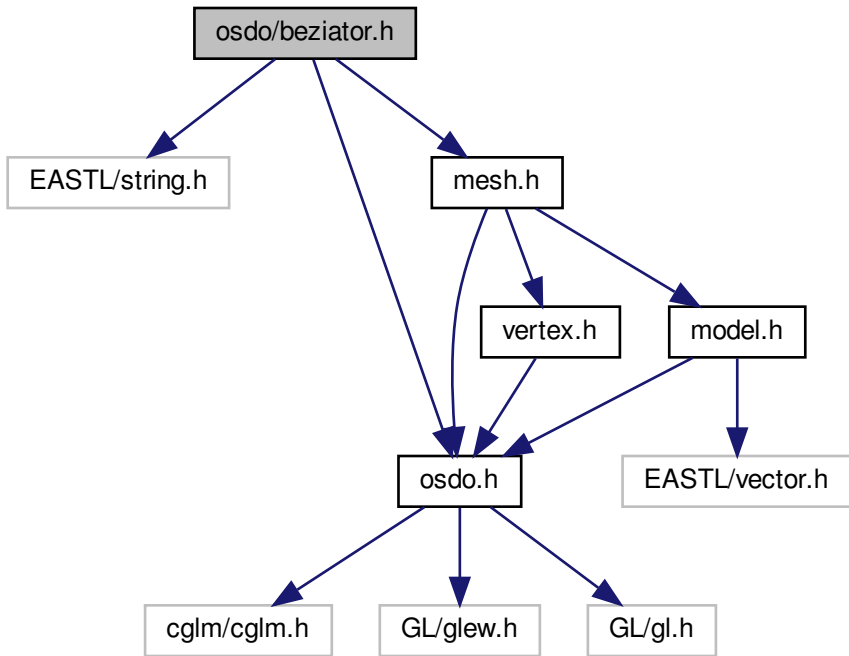 osdo/beziator.h
EASTL/string.h
mesh.h
vertex.h
model.h
osdo.h
EASTL/vector.h
cglm/cglm.h
GL/glew.h
GL/gl.h